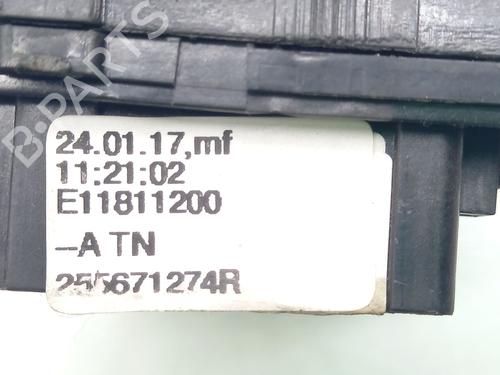 B-PARTS
24.01.17,mf
11:21:02
E11811200
–A TN
255671274R